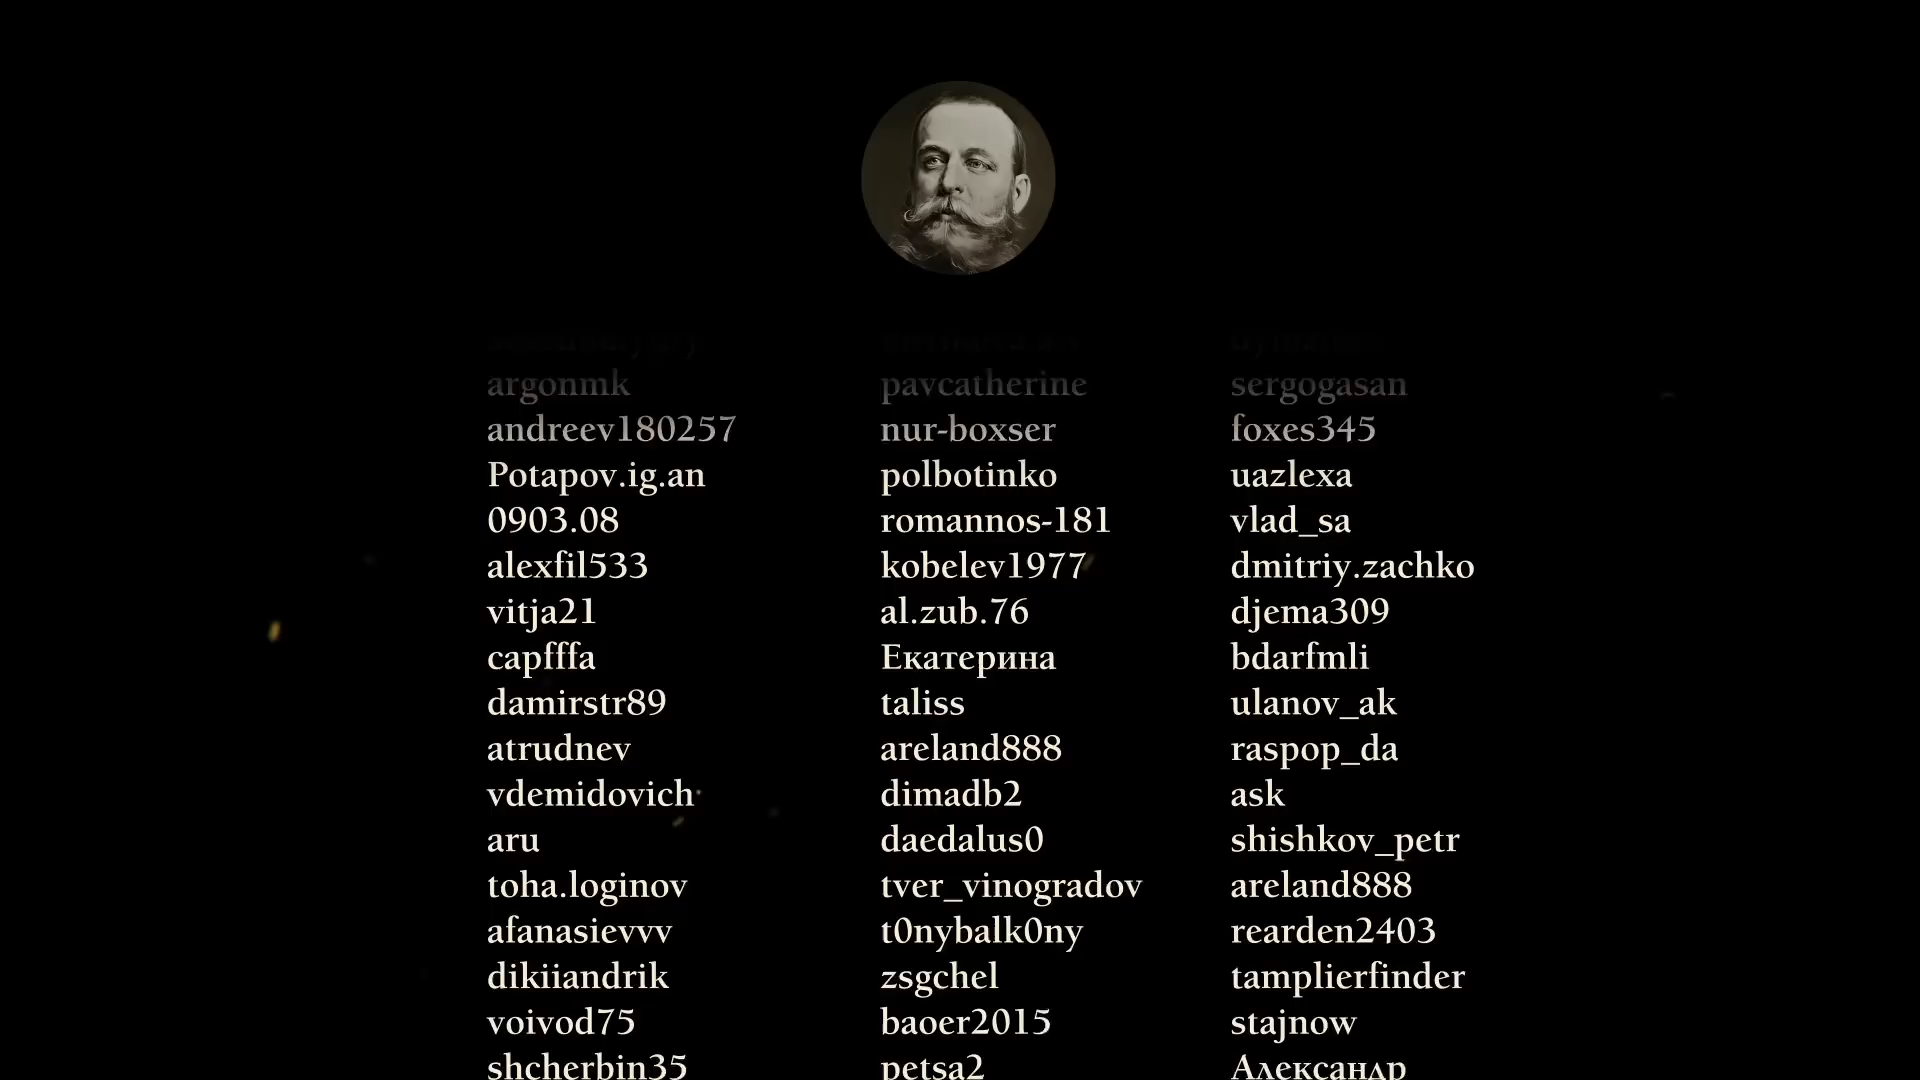 argonmk
andreev180257
Potapov.ig.an
0903.08
alexfil533
vitja21
capfffa
damirstr89
atrudnev
vdemidovich
aru
toha.loginov
afanasievvv
dikiiandrik
voivod75
shcherbin35
pavcatherine
nur-boxser
polbotinko
romannos-181
kobelev1977
al.zub.76
Екатерина
taliss
areland888
dimadb2
daedalus0
tver_vinogradov
t0nybalk0ny
zsgchel
baoer2015
petsa2
sergogasan
foxes345
uazlexa
vlad_sa
dmitriy.zachko
djema309
bdarfmli
ulanov_ak
raspop_da
ask
shishkov_petr
areland888
rearden2403
tamplierfinder
stajnow
Александр